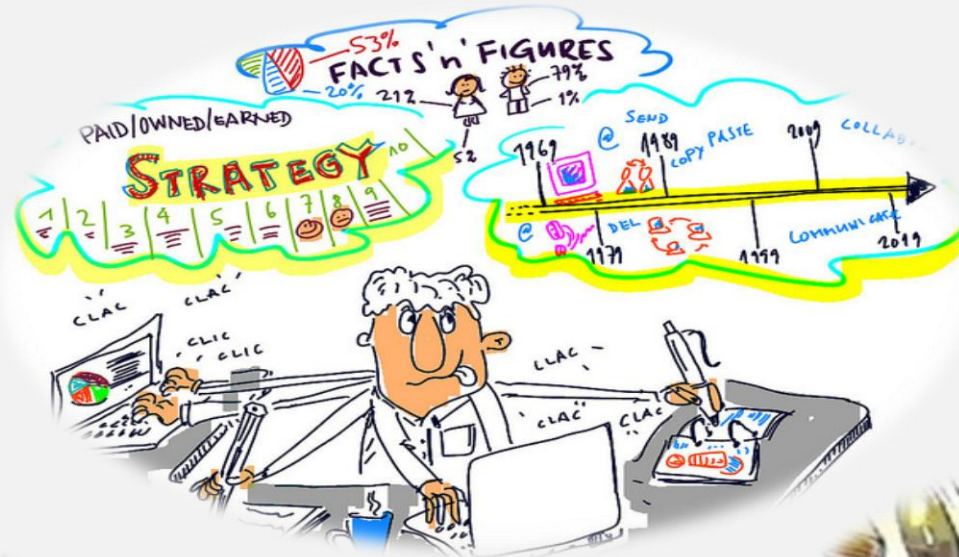 53%
FACTS'n'FIGURES
20%
21%
79%
1%
52
PAID/OWNED/EARNED
STRATEGY
1 2 3 4 5 6 7 8 9 10
@ SEND
1969 1989 2009
COPY PASTE
@ DEL
COMMUNICATE
1979 1999 2019
CLAC
CLAC
CLIC
CLIC
CLAC
CLAC
CLAC